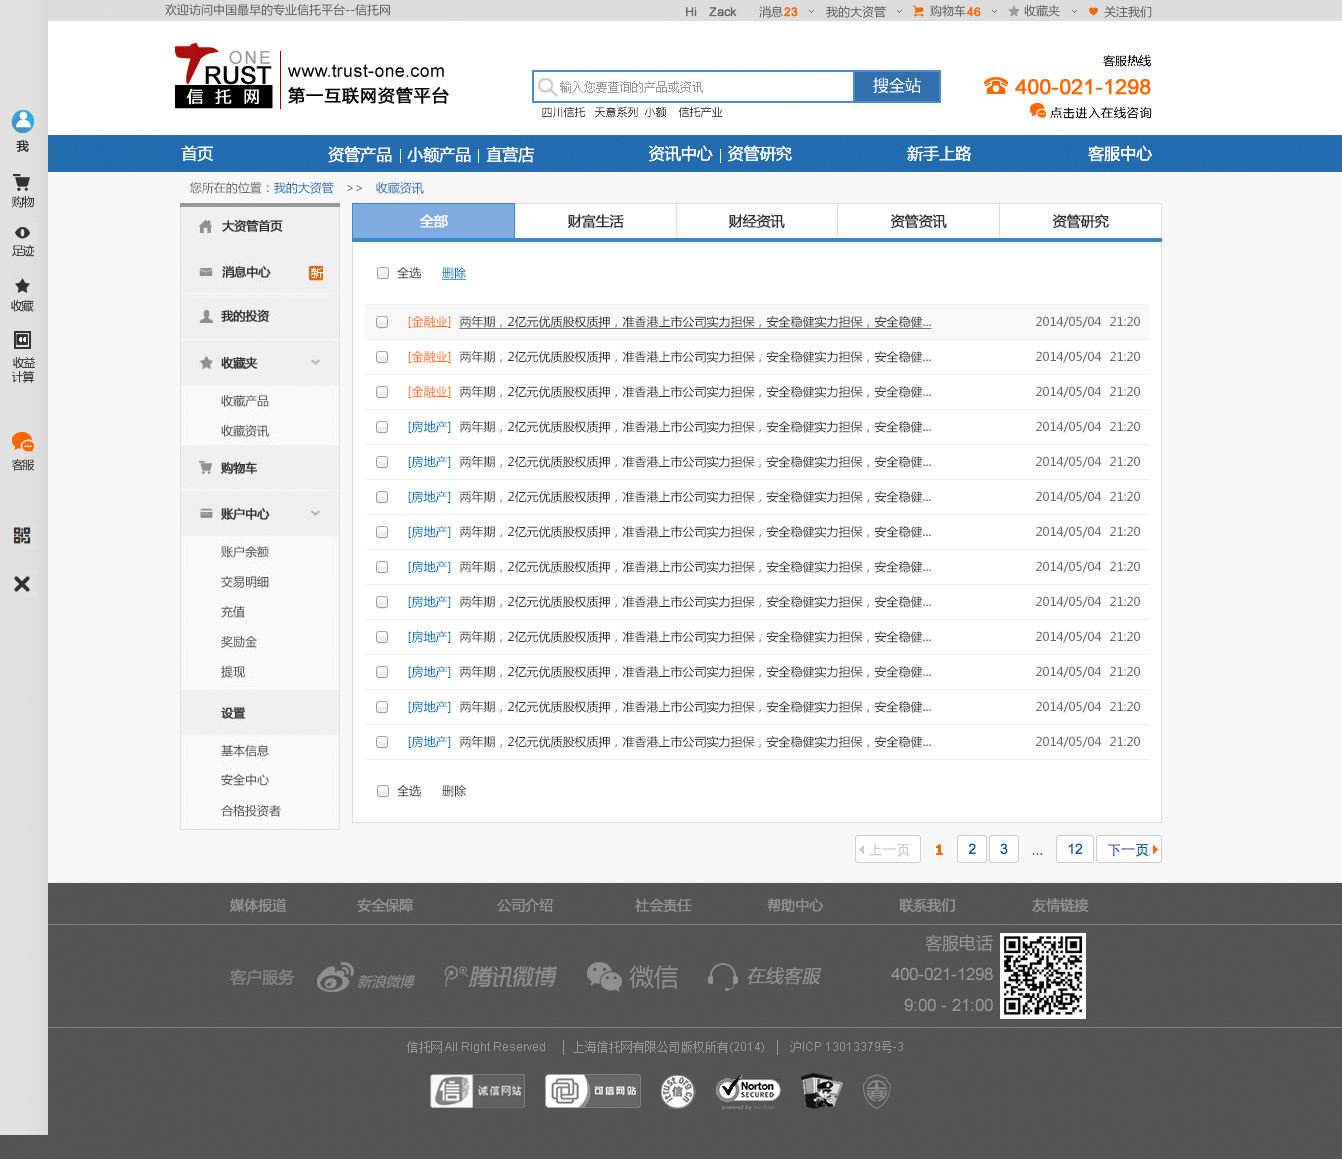 欢迎访问中国最早的专业信托平台--信托网
Hi Zack 消息23 我的大资管 购物车46 收藏夹 关注我们
TRUST ONE
信托网
www.trust-one.com
第一互联网资管平台
输入您要查询的产品或资讯 搜全站
四川信托 天意系列 小额 信托产业
客服热线
400-021-1298
点击进入在线咨询
我
购物
足迹
收藏
收益
计算
客服
首页 资管产品 | 小额产品 | 直营店 资讯中心 | 资管研究 新手上路 客服中心
您所在的位置：我的大资管 >> 收藏资讯
大资管首页
消息中心 新
我的投资
收藏夹
收藏产品
收藏资讯
购物车
账户中心
账户余额
交易明细
充值
奖励金
提现
设置
基本信息
安全中心
合格投资者
全部 财富生活 财经资讯 资管资讯 资管研究
全选 删除
[金融业] 两年期，2亿元优质股权质押，准香港上市公司实力担保，安全稳健实力担保，安全稳健... 2014/05/04 21:20
[金融业] 两年期，2亿元优质股权质押，准香港上市公司实力担保，安全稳健实力担保，安全稳健... 2014/05/04 21:20
[金融业] 两年期，2亿元优质股权质押，准香港上市公司实力担保，安全稳健实力担保，安全稳健... 2014/05/04 21:20
[房地产] 两年期，2亿元优质股权质押，准香港上市公司实力担保，安全稳健实力担保，安全稳健... 2014/05/04 21:20
[房地产] 两年期，2亿元优质股权质押，准香港上市公司实力担保，安全稳健实力担保，安全稳健... 2014/05/04 21:20
[房地产] 两年期，2亿元优质股权质押，准香港上市公司实力担保，安全稳健实力担保，安全稳健... 2014/05/04 21:20
[房地产] 两年期，2亿元优质股权质押，准香港上市公司实力担保，安全稳健实力担保，安全稳健... 2014/05/04 21:20
[房地产] 两年期，2亿元优质股权质押，准香港上市公司实力担保，安全稳健实力担保，安全稳健... 2014/05/04 21:20
[房地产] 两年期，2亿元优质股权质押，准香港上市公司实力担保，安全稳健实力担保，安全稳健... 2014/05/04 21:20
[房地产] 两年期，2亿元优质股权质押，准香港上市公司实力担保，安全稳健实力担保，安全稳健... 2014/05/04 21:20
[房地产] 两年期，2亿元优质股权质押，准香港上市公司实力担保，安全稳健实力担保，安全稳健... 2014/05/04 21:20
[房地产] 两年期，2亿元优质股权质押，准香港上市公司实力担保，安全稳健实力担保，安全稳健... 2014/05/04 21:20
[房地产] 两年期，2亿元优质股权质押，准香港上市公司实力担保，安全稳健实力担保，安全稳健... 2014/05/04 21:20
全选 删除
上一页 1 2 3 ... 12 下一页
媒体报道 安全保障 公司介绍 社会责任 帮助中心 联系我们 友情链接
客户服务 新浪微博 腾讯微博 微信 在线客服
客服电话
400-021-1298
9:00 - 21:00
信托网 All Right Reserved | 上海信托网有限公司版权所有(2014) | 沪ICP 13013379号-3
信 诚信网站 可信网站 trust.org 信 Norton SECURED